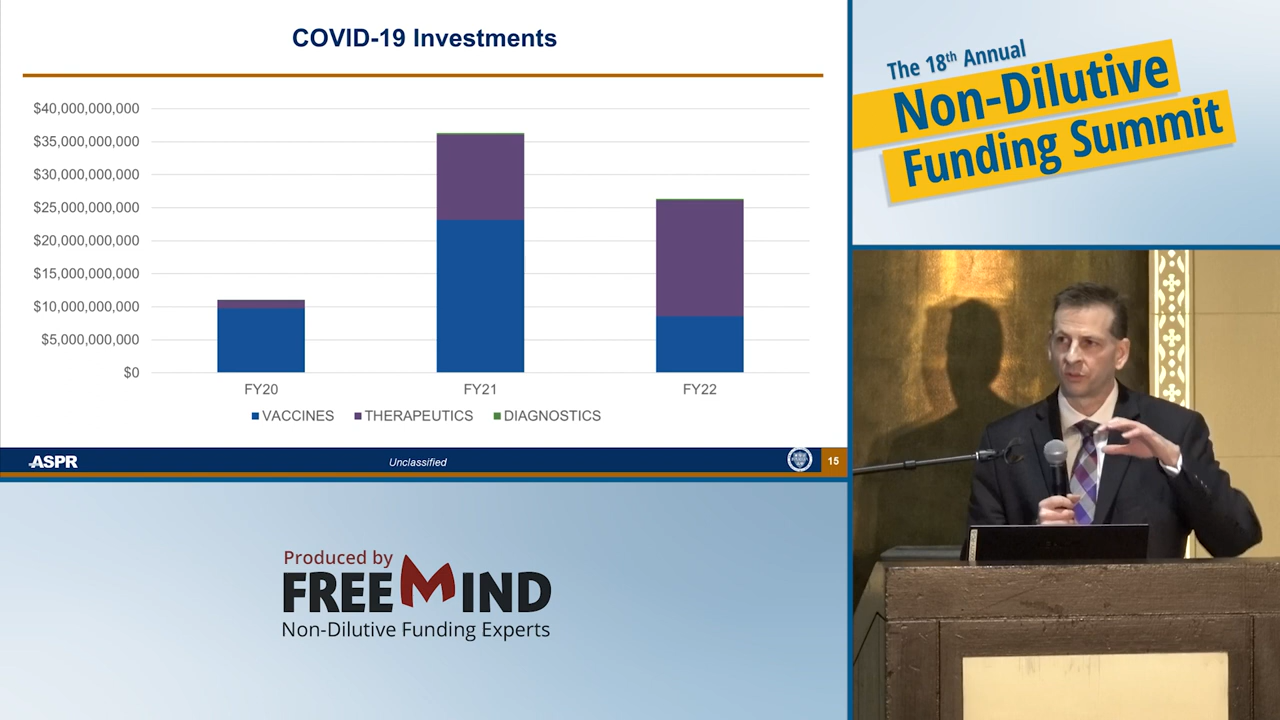 COVID-19 Investments
$40,000,000,000
$35,000,000,000
$30,000,000,000
$25,000,000,000
$20,000,000,000
$15,000,000,000
$10,000,000,000
$5,000,000,000
$0
FY20 FY21 FY22
VACCINES THERAPEUTICS DIAGNOSTICS
ASPR Unclassified 15
The 18th Annual
Non-Dilutive
Funding Summit
Produced by
FREEMIND
Non-Dilutive Funding Experts